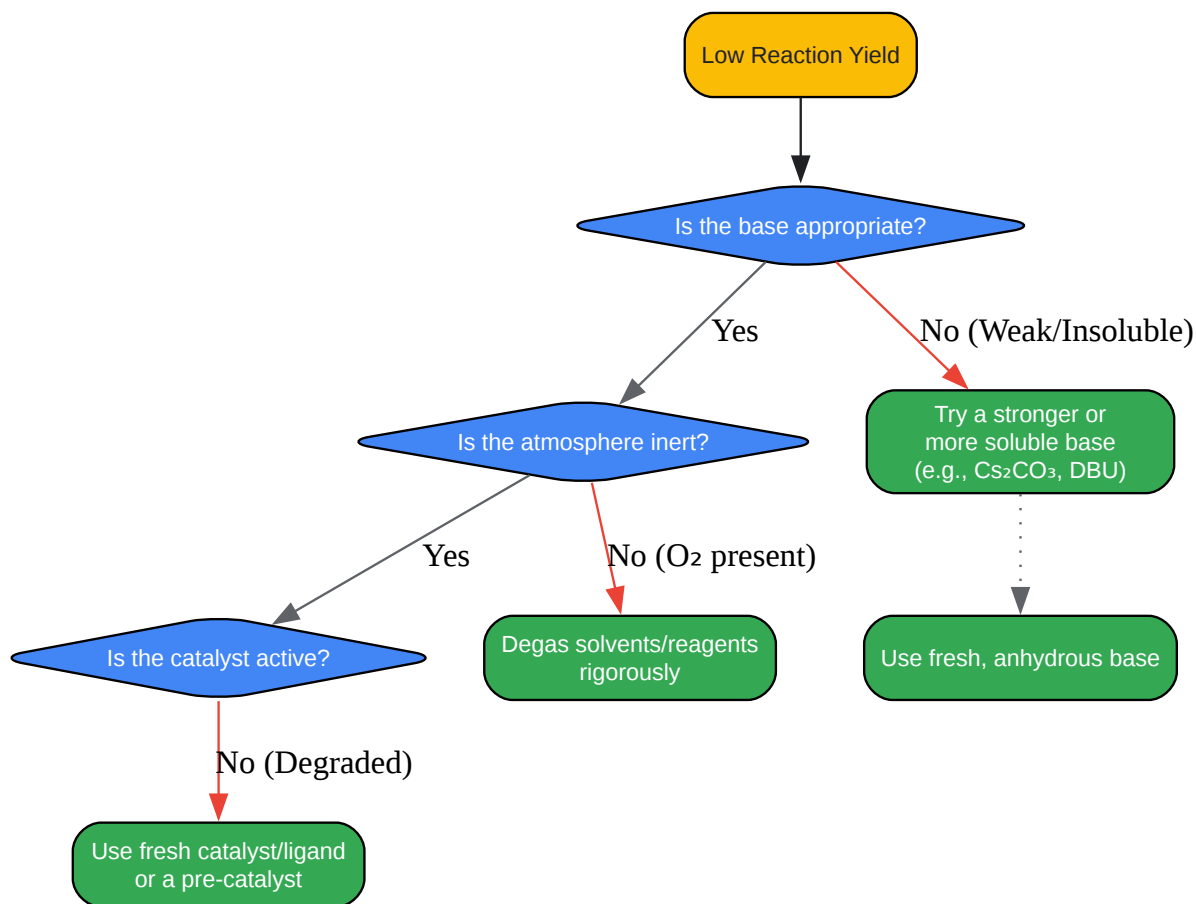 Low Reaction Yield
Is the base appropriate?
Yes
No (Weak/Insoluble)
Is the atmosphere inert?
Try a stronger or
more soluble base
(e.g., Cs₂CO₃, DBU)
Yes
No (O₂ present)
Is the catalyst active?
Degas solvents/reagents
rigorously
Use fresh, anhydrous base
No (Degraded)
Use fresh catalyst/ligand
or a pre-catalyst